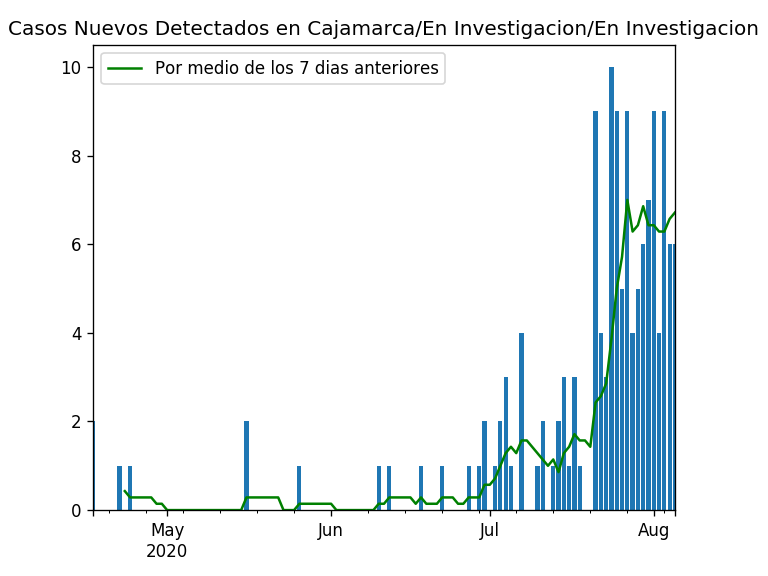 Casos Nuevos Detectados en Cajamarca/En Investigacion/En Investigacion
Por medio de los 7 dias anteriores
10
8
6
4
2
0
May
2020
Jun
Jul
Aug